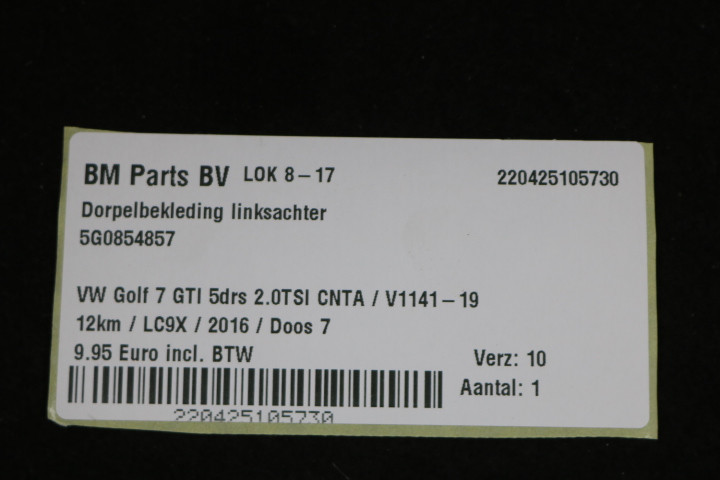 BM Parts BV LOK 8-17 220425105730
Dorpelbekleding linksachter
5G0854857
VW Golf 7 GTI 5drs 2.0TSI CNTA / V1141-19
12km / LC9X / 2016 / Doos 7
9.95 Euro incl. BTW Verz: 10
Aantal: 1
220425105730